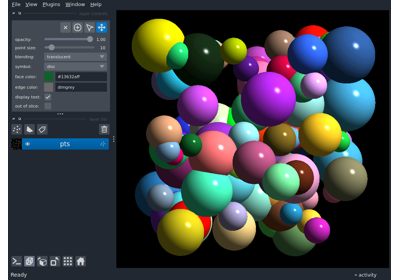 File View Plugins Window Help
opacity: 1.00
point size: 10
blending: translucent
symbol: disc
face color: #13632aff
edge color: dimgrey
display text:
out of slice:
pts
Ready
activity